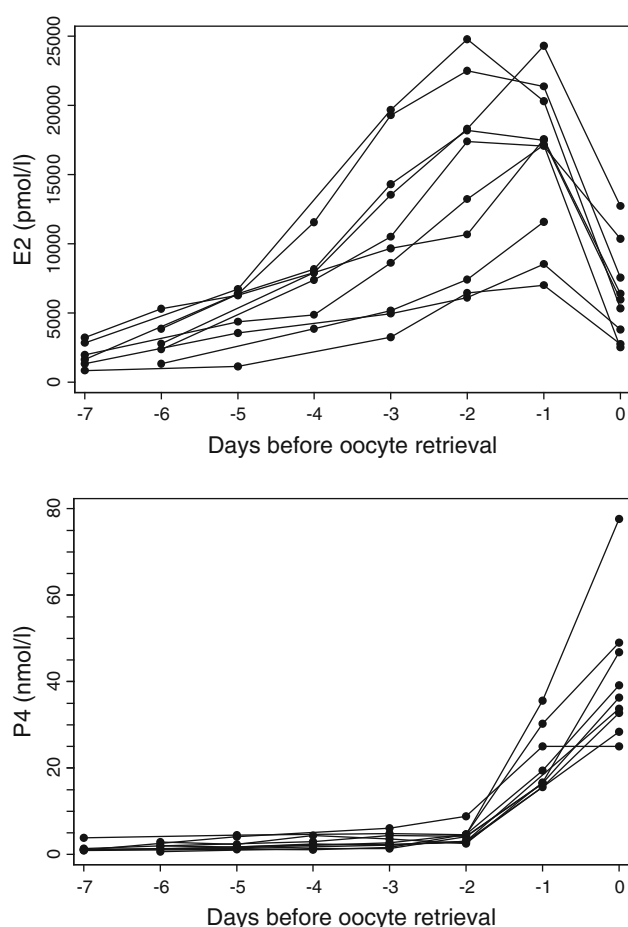 E2 (pmol/l)
25000
20000
15000
10000
5000
0
-7 -6 -5 -4 -3 -2 -1 0
Days before oocyte retrieval
P4 (nmol/l)
80
60
40
20
0
-7 -6 -5 -4 -3 -2 -1 0
Days before oocyte retrieval